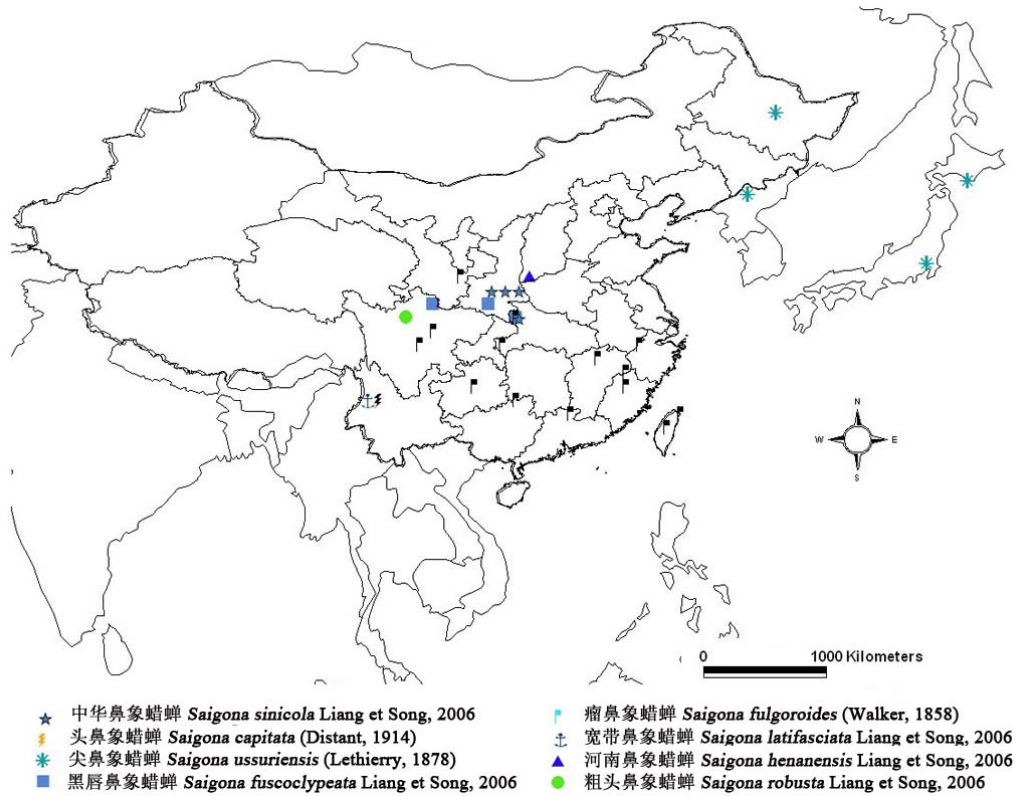 N
W E
S
0 1000 Kilometers
中华鼻象蜡蝉 Saigona sinicola Liang et Song, 2006
头鼻象蜡蝉 Saigona capitata (Distant, 1914)
尖鼻象蜡蝉 Saigona ussuriensis (Lethierry, 1878)
黑唇鼻象蜡蝉 Saigona fuscoclypeata Liang et Song, 2006
瘤鼻象蜡蝉 Saigona fulgoroides (Walker, 1858)
宽带鼻象蜡蝉 Saigona latifasciata Liang et Song, 2006
河南鼻象蜡蝉 Saigona henanensis Liang et Song, 2006
粗头鼻象蜡蝉 Saigona robusta Liang et Song, 2006